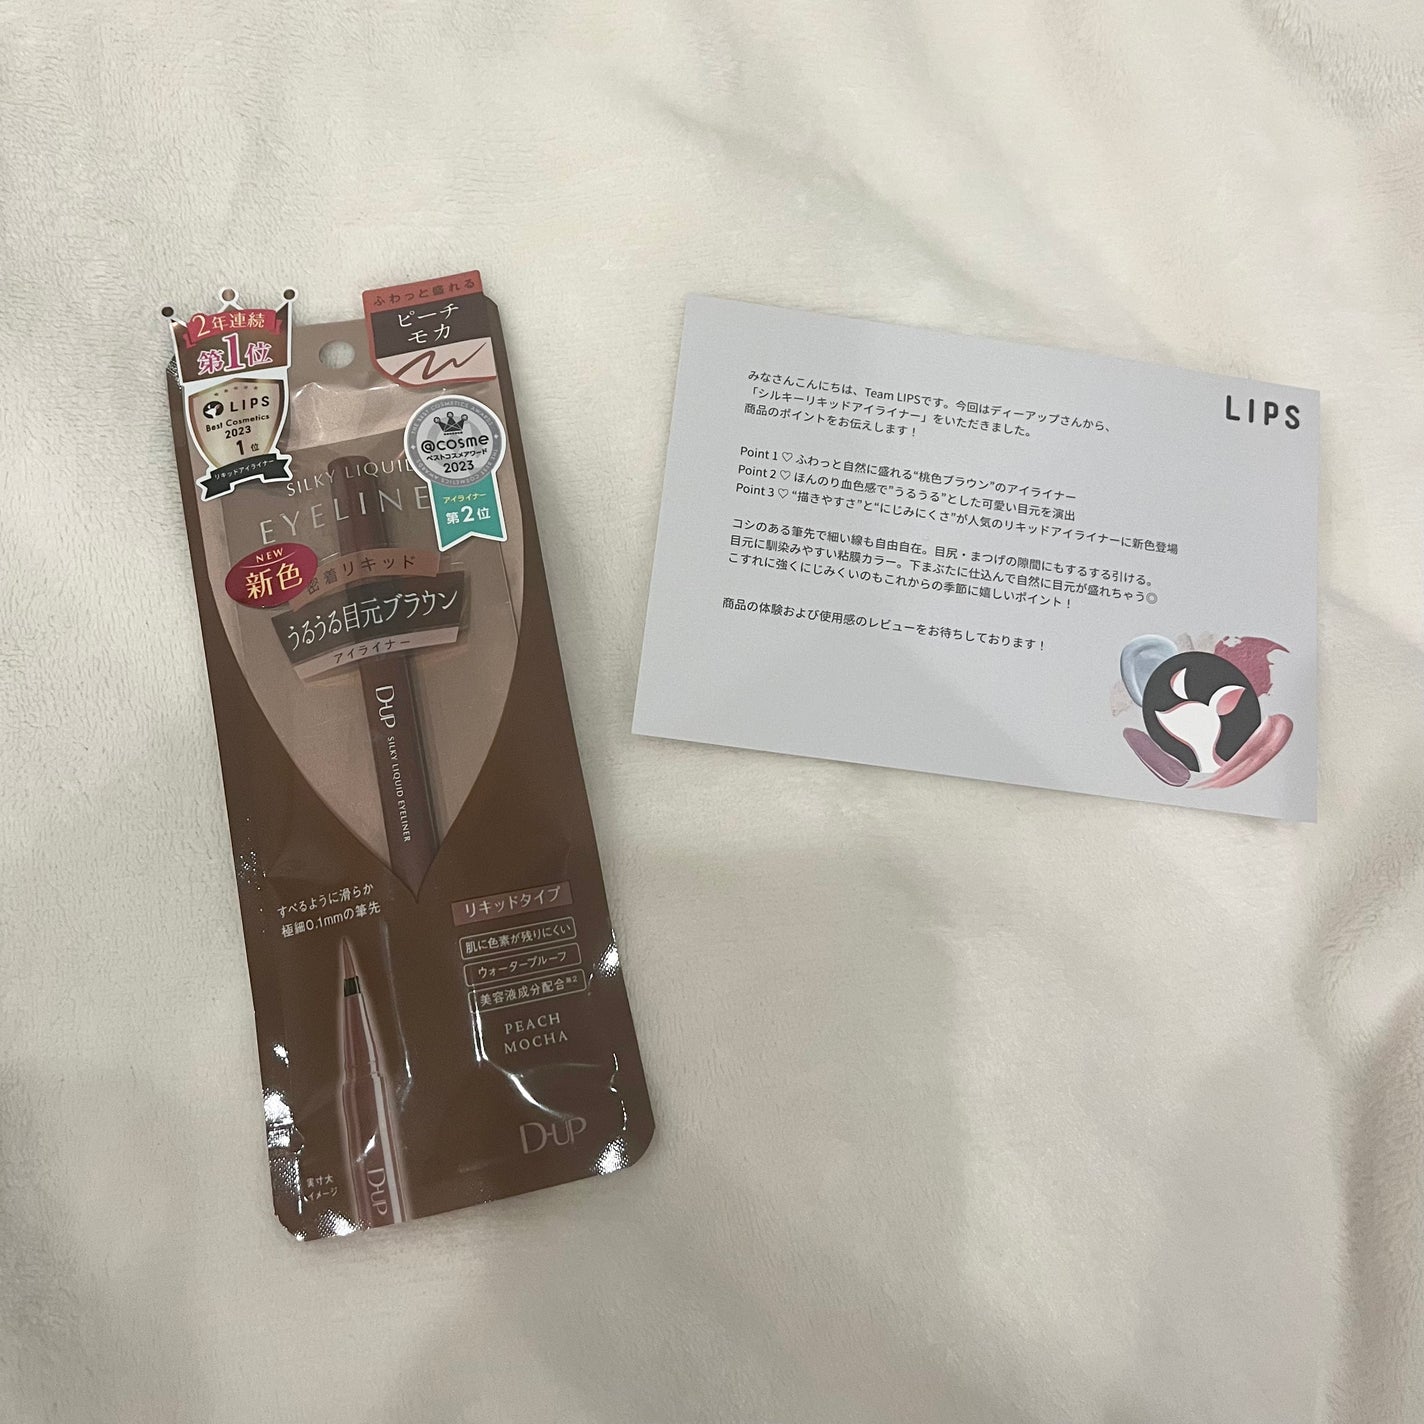 2年連続
第1位
LIPS
Best Cosmetics
2023
1位
リキッドアイライナー
ふわっと盛れる
ピーチ
モカ
@cosme
ベストコスメアワード
2023
アイライナー
第2位
SILKY LIQUID
EYELINE
NEW
新色
密着リキッド
うるうる目元ブラウン
アイライナー
D-UP SILKY LIQUID EYELINER
すべるように滑らか
極細0.1mmの筆先
リキッドタイプ
肌に色素が残りにくい
ウォータープルーフ
美容液成分配合※2
PEACH
MOCHA
D-UP
実寸大
イメージ
D-UP
LIPS
みなさんこんにちは、Team LIPSです。今回はディーアップさんから、
「シルキーリキッドアイライナー」をいただきました。
商品のポイントをお伝えします!
Point 1♡ ふわっと自然に盛れる“桃色ブラウン”のアイライナー
Point 2♡ ほんのり血色感で”うるうる”とした可愛い目元を演出
Point 3♡ “描きやすさ”と“にじみにくさ”が人気のリキッドアイライナーに新色登場
コシのある筆先で細い線も自由自在。目尻・まつげの隙間にもするする引ける。
目元に馴染みやすい粘膜カラー。下まぶたに仕込んで自然に目元が盛れちゃう◎
こすれに強くにじみくいのもこれからの季節に嬉しいポイント!
商品の体験および使用感のレビューをお待ちしております!